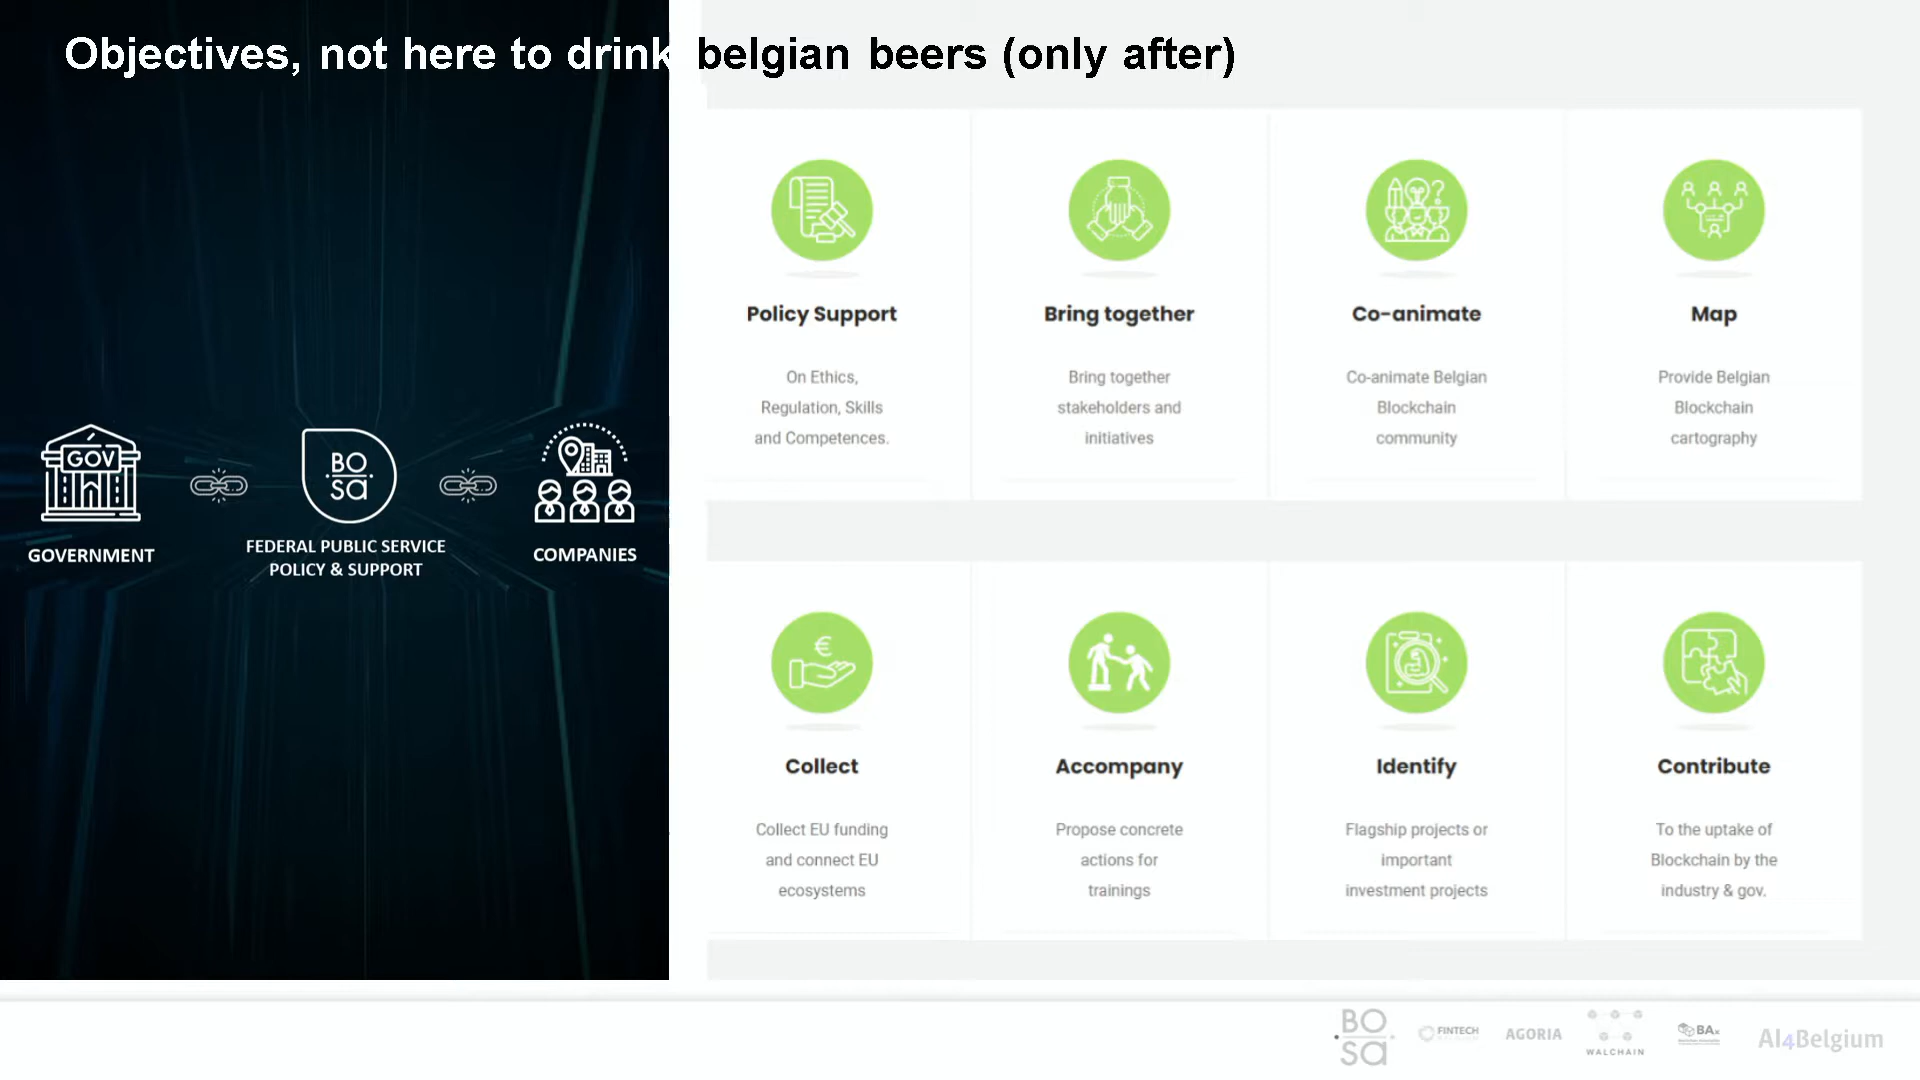 Objectives, not here to drink belgian beers (only after)
GOV
BO
sa
GOVERNMENT
FEDERAL PUBLIC SERVICE
POLICY & SUPPORT
COMPANIES
Policy Support
On Ethics,
Regulation, Skills
and Competences.
Bring together
Bring together
stakeholders and
initiatives
Co-animate
Co-animate Belgian
Blockchain
community
Map
Provide Belgian
Blockchain
cartography
€
Collect
Collect EU funding
and connect EU
ecosystems
Accompany
Propose concrete
actions for
trainings
Identify
Flagship projects or
important
investment projects
Contribute
To the uptake of
Blockchain by the
industry & gov.
BO
sa
FINTECH
AGORIA
WALCHAIN
BAx
AI4Belgium